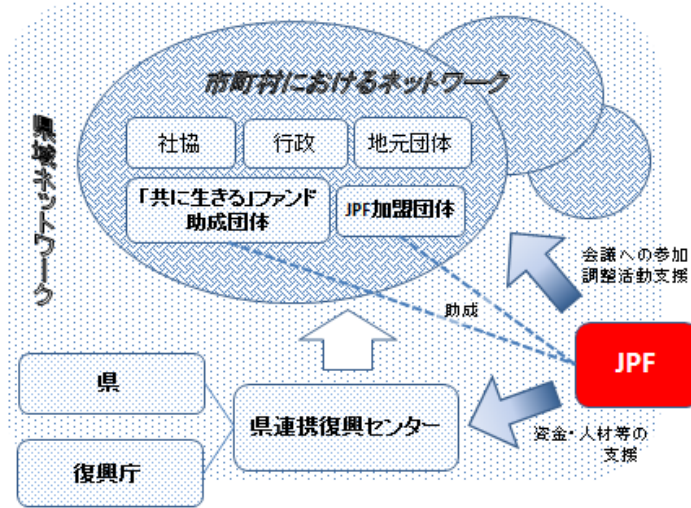 市町村におけるネットワーク
県域ネットワーク
社協
行政
地元団体
「共に生きる」ファンド
助成団体
JPF加盟団体
会議への参加
調整活動支援
助成
JPF
県
県連携復興センター
資金・人材等の
支援
復興庁